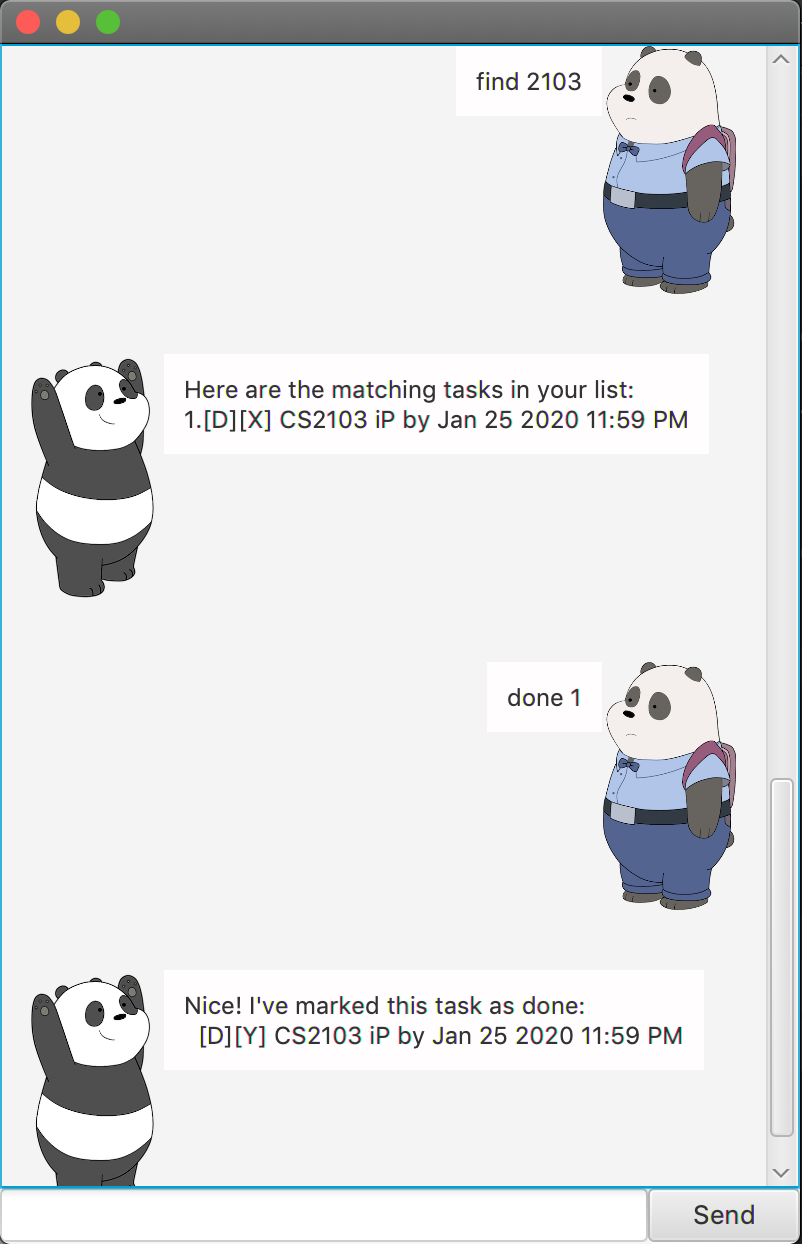 find 2103
Here are the matching tasks in your list:
1.[D][X] CS2103 iP by Jan 25 2020 11:59 PM
done 1
Nice! I've marked this task as done:
[D][Y] CS2103 iP by Jan 25 2020 11:59 PM
Send